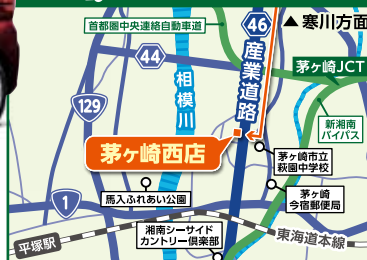 首都圏中央連絡自動車道
46
▲寒川方面
44
産業道路
茅ヶ崎JCT
相模川
129
新湘南
バイパス
茅ヶ崎西店
茅ヶ崎市立
萩園中学校
1
馬入ふれあい公園
茅ヶ崎
今宿郵便局
湘南シーサイド
カントリー倶楽部
東海道本線
平塚駅